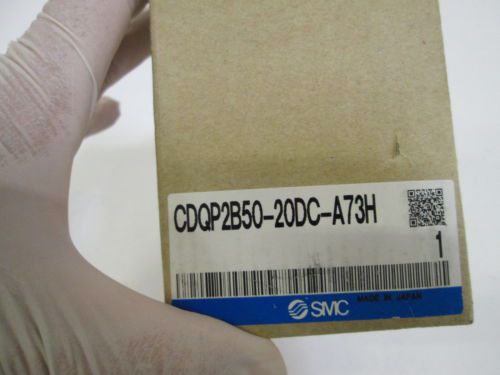 CDQP2B50-20DC-A73H
1
SMC
MADE IN JAPAN